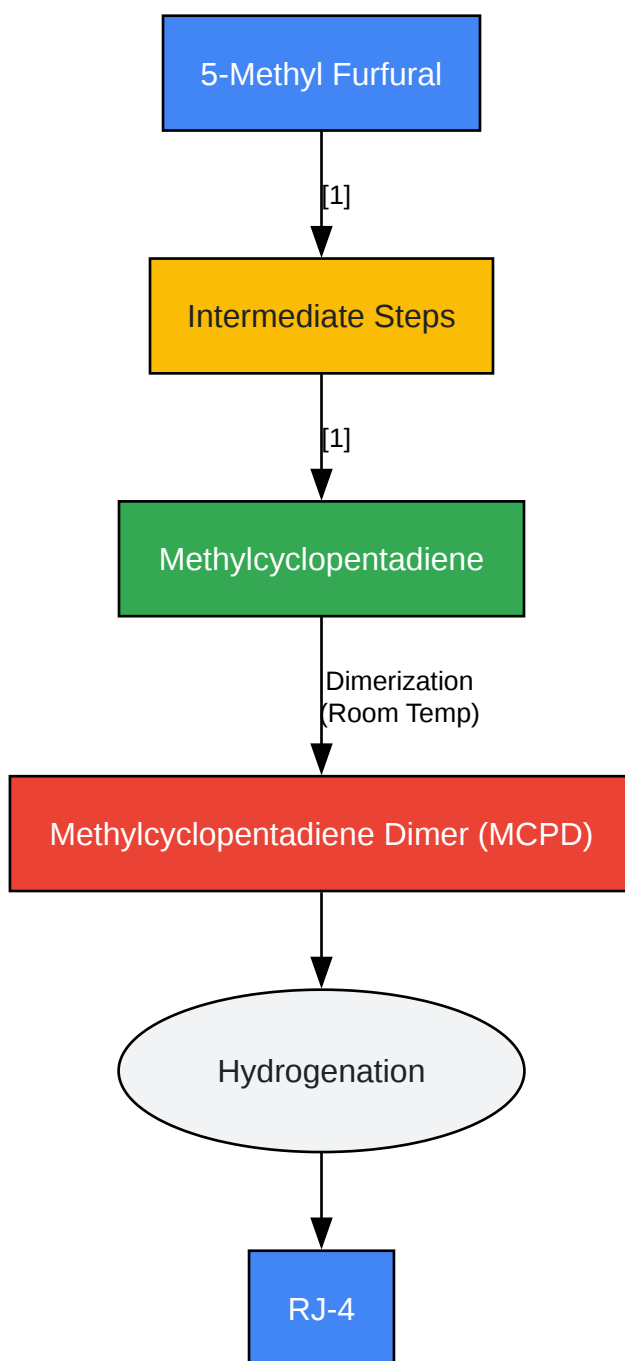 5-Methyl Furfural
[1]
Intermediate Steps
[1]
Methylcyclopentadiene
Dimerization
(Room Temp)
Methylcyclopentadiene Dimer (MCPD)
Hydrogenation
RJ-4